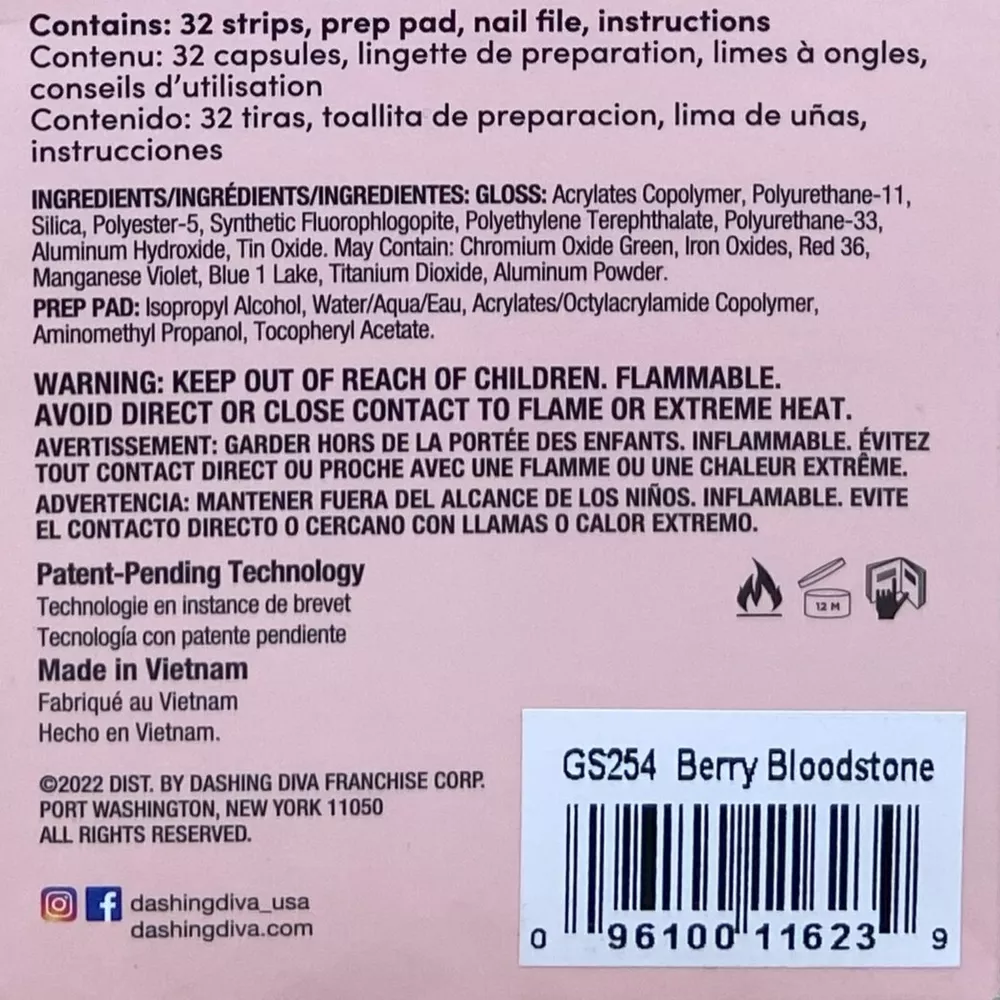 Contains: 32 strips, prep pad, nail file, instructions
Contenu: 32 capsules, lingette de preparation, limes à ongles,
conseils d'utilisation
Contenido: 32 tiras, toallita de preparacion, lima de uñas,
instrucciones
INGREDIENTS/INGRÉDIENTS/INGREDIENTES: GLOSS: Acrylates Copolymer, Polyurethane-11,
Silica, Polyester-5, Synthetic Fluorophlogopite, Polyethylene Terephthalate, Polyurethane-33,
Aluminum Hydroxide, Tin Oxide. May Contain: Chromium Oxide Green, Iron Oxides, Red 36,
Manganese Violet, Blue 1 Lake, Titanium Dioxide, Aluminum Powder.
PREP PAD: Isopropyl Alcohol, Water/Aqua/Eau, Acrylates/Octylacrylamide Copolymer,
Aminomethyl Propanol, Tocopheryl Acetate.
WARNING: KEEP OUT OF REACH OF CHILDREN. FLAMMABLE.
AVOID DIRECT OR CLOSE CONTACT TO FLAME OR EXTREME HEAT.
AVERTISSEMENT: GARDER HORS DE LA PORTÉE DES ENFANTS. INFLAMMABLE. ÉVITEZ
TOUT CONTACT DIRECT OU PROCHE AVEC UNE FLAMME OU UNE CHALEUR EXTRÊME.
ADVERTENCIA: MANTENER FUERA DEL ALCANCE DE LOS NIÑOS. INFLAMABLE. EVITE
EL CONTACTO DIRECTO O CERCANO CON LLAMAS O CALOR EXTREMO.
Patent-Pending Technology
Technologie en instance de brevet
Tecnología con patente pendiente
Made in Vietnam
Fabriqué au Vietnam
Hecho en Vietnam.
12 M
©2022 DIST. BY DASHING DIVA FRANCHISE CORP.
PORT WASHINGTON, NEW YORK 11050
ALL RIGHTS RESERVED.
dashingdiva_usa
dashingdiva.com
GS254 Berry Bloodstone
0 96100 11623 9